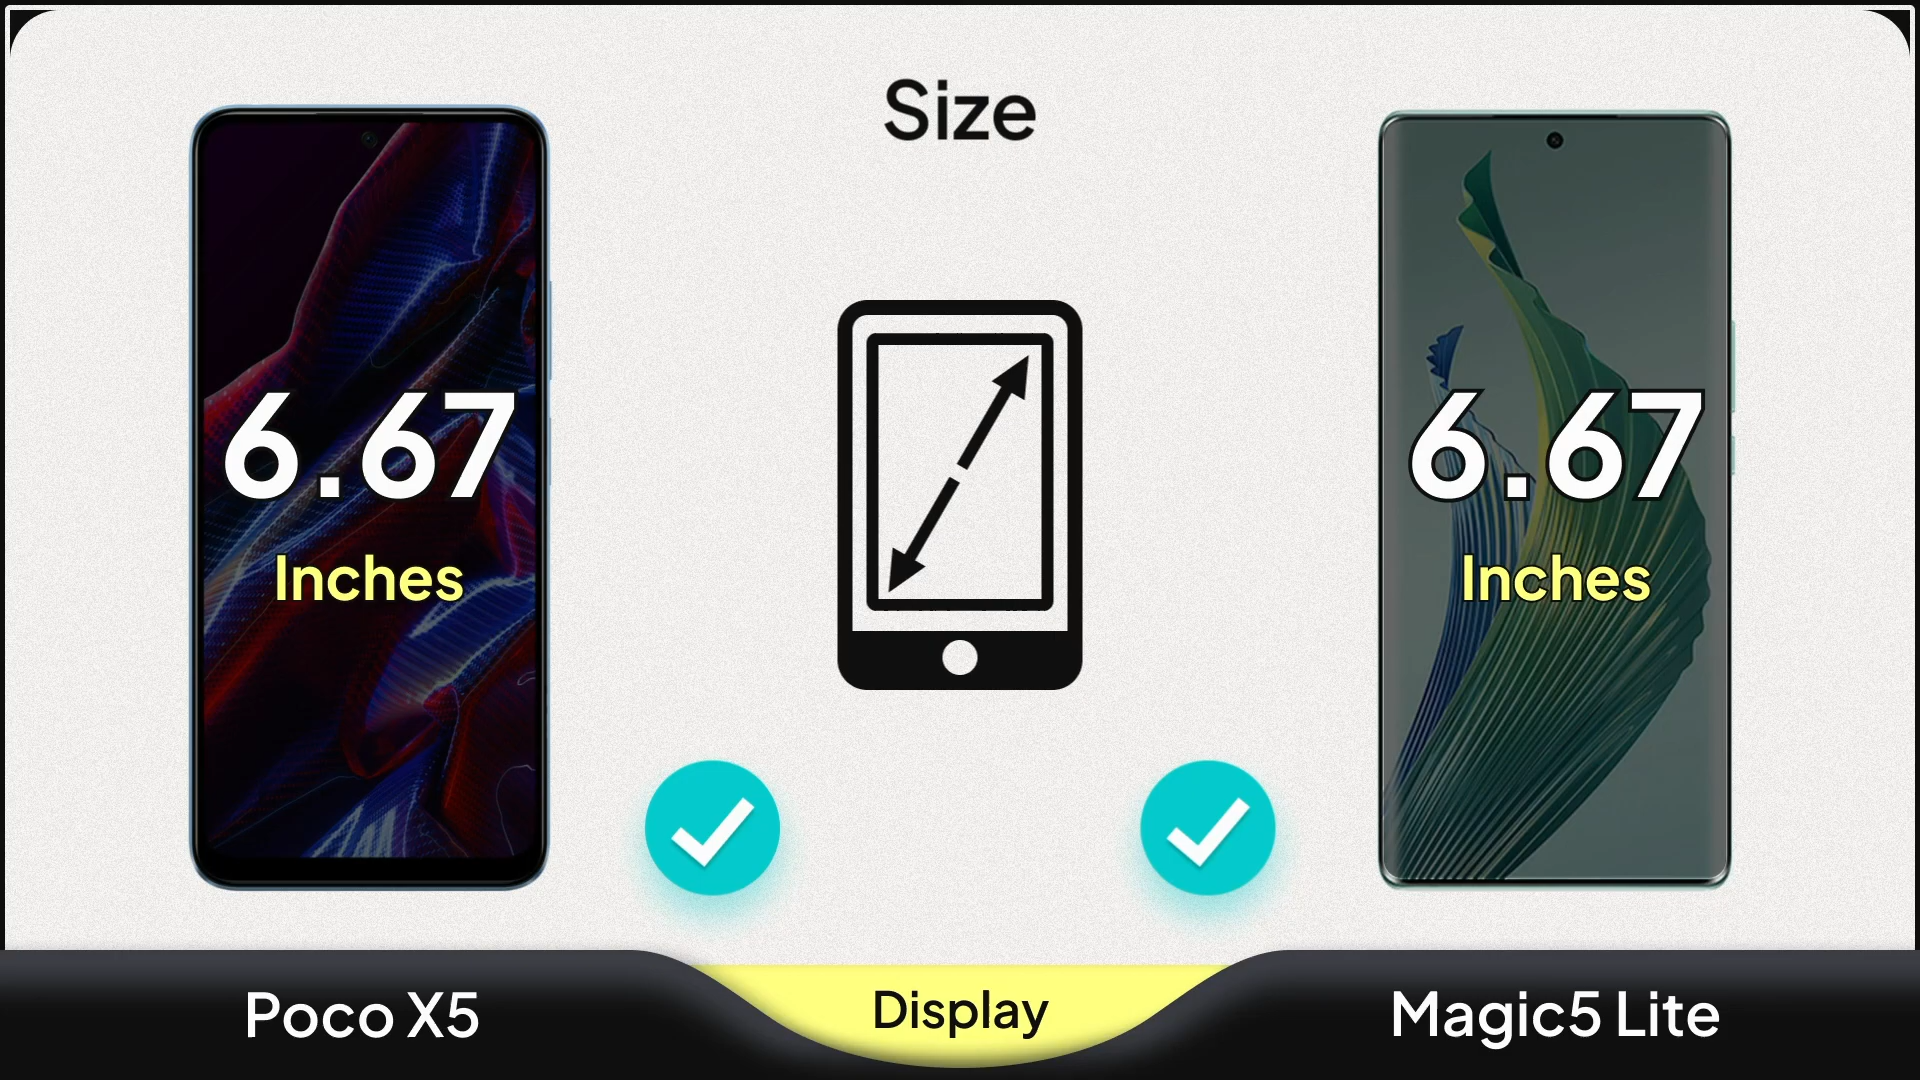 Size
6.67
Inches
6.67
Inches
Poco X5
Display
Magic5 Lite